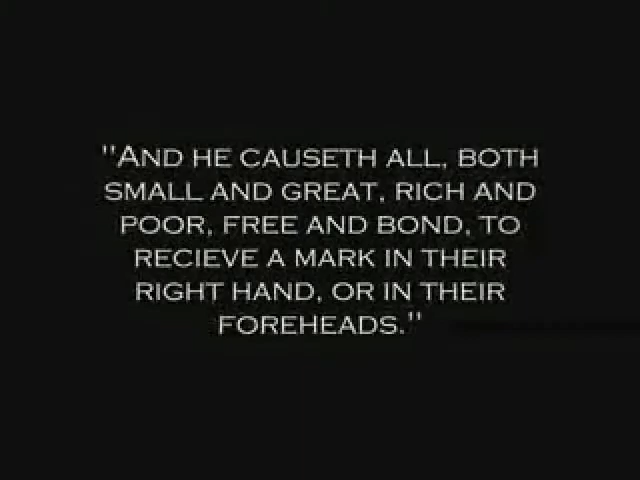 "AND HE CAUSETH ALL, BOTH
SMALL AND GREAT, RICH AND
POOR, FREE AND BOND, TO
RECIEVE A MARK IN THEIR
RIGHT HAND, OR IN THEIR
FOREHEADS."